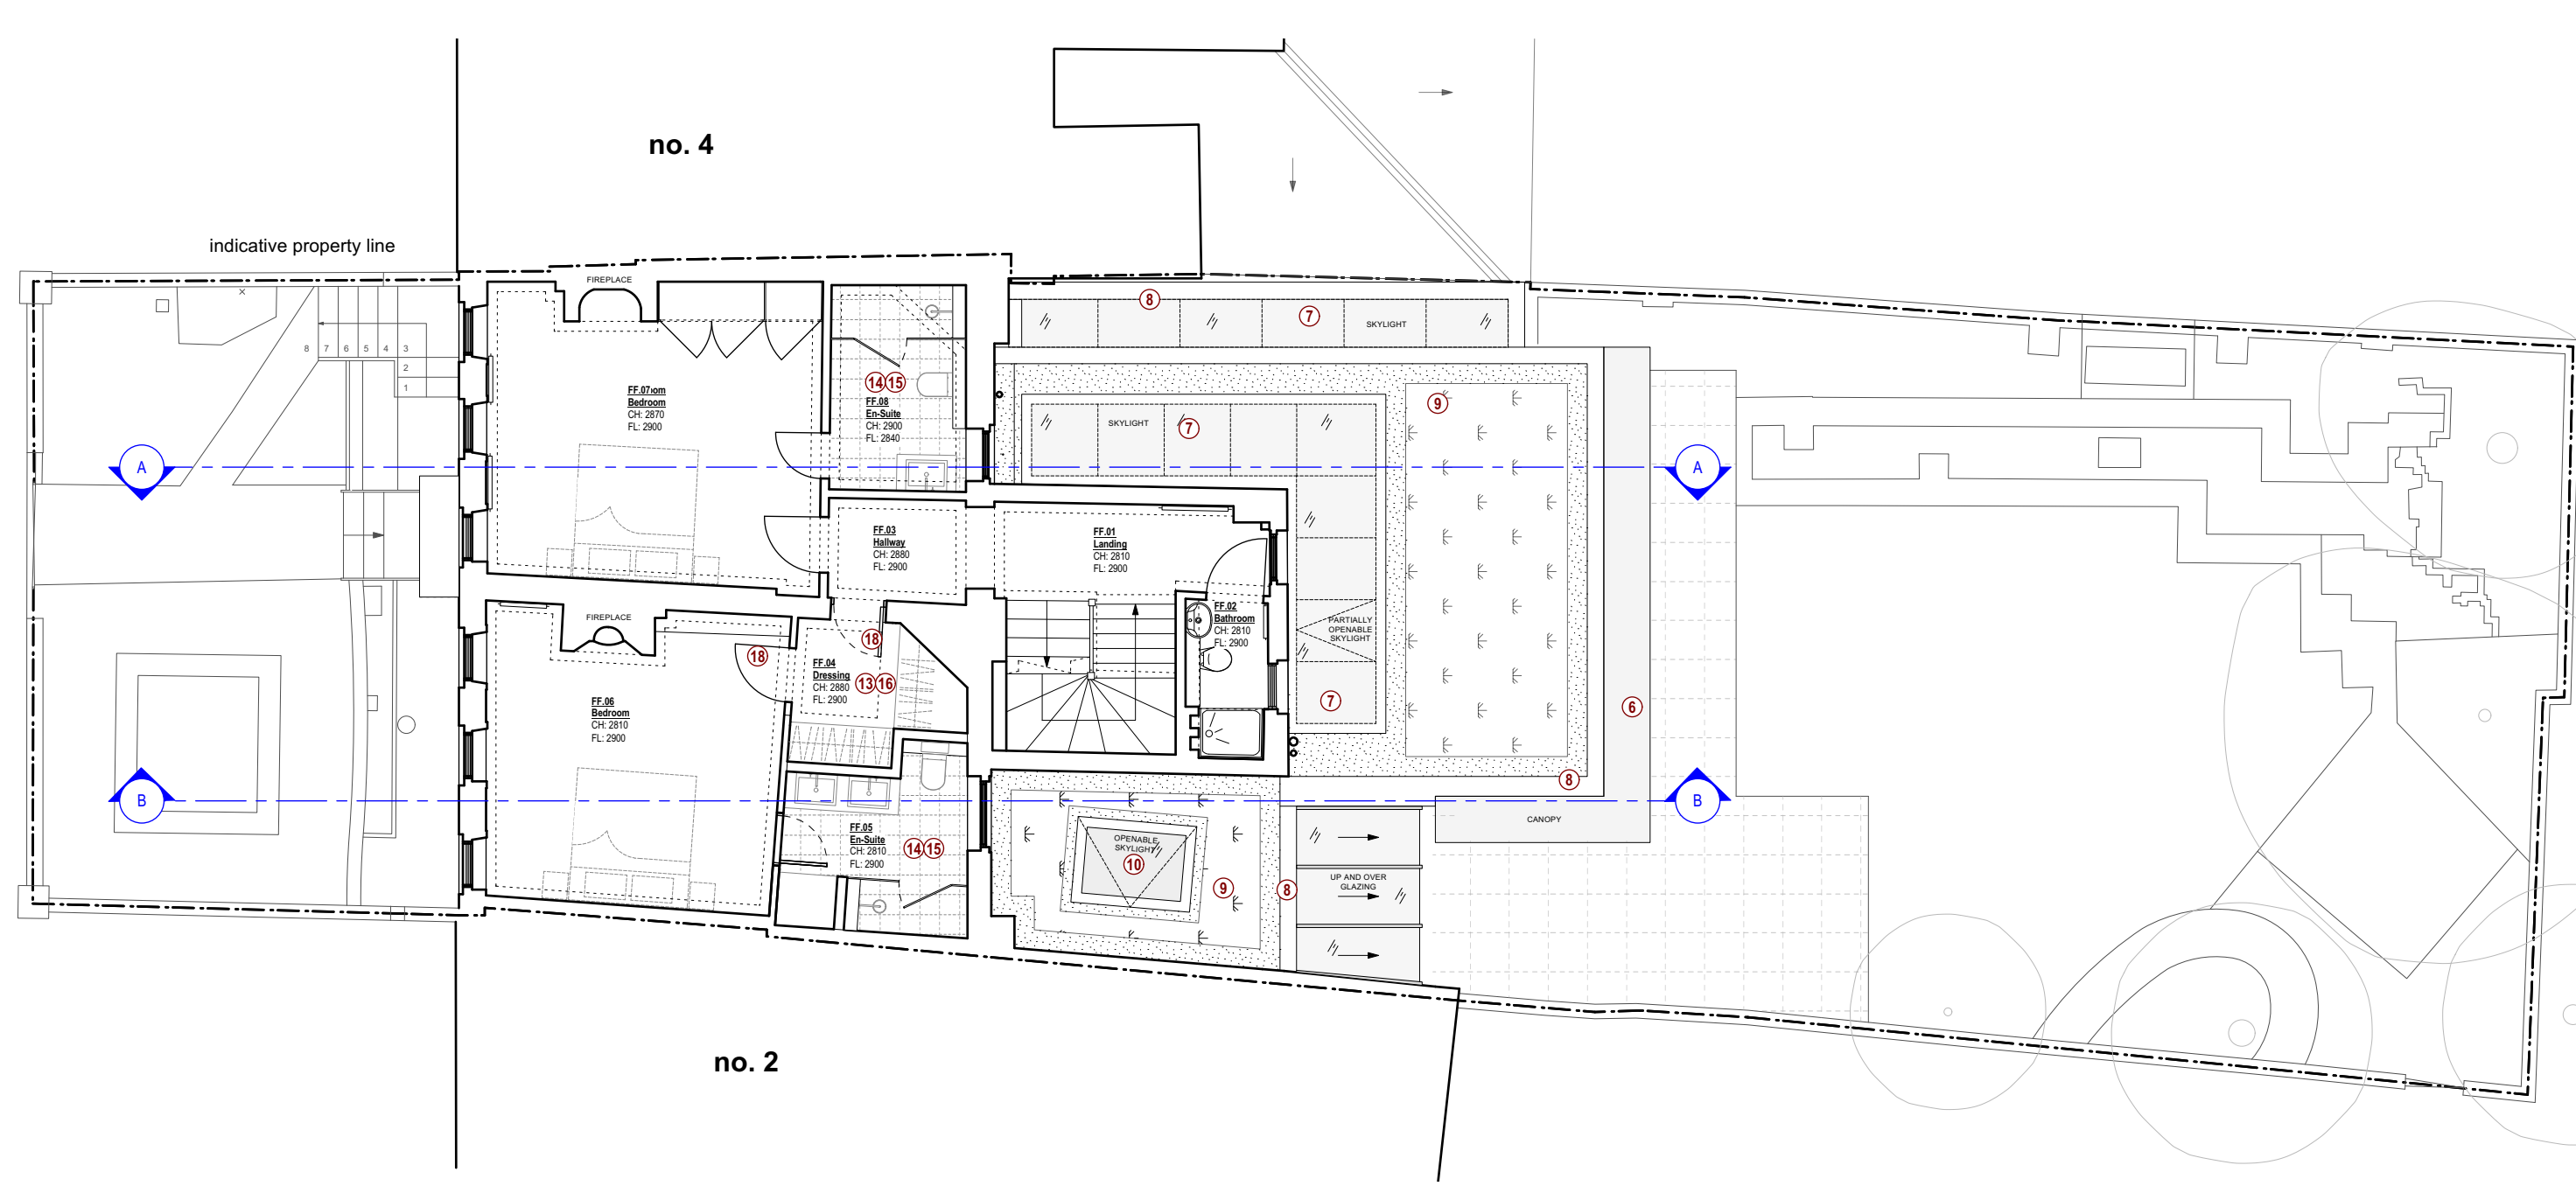 no. 4
indicative property line
FIREPLACE
8
7
6
5
4
3
2
1
8
7
SKYLIGHT
14 15
FF.08
En-Suite
CH: 2900
FL: 2840
Bedroom
CH: 2870
FL: 2900
9
SKYLIGHT
7
A
A
FF.03
Hallway
CH: 2880
FL: 2900
FF.01
Landing
CH: 2810
FL: 2900
FF.02
Bathroom
CH: 2810
FL: 2900
FIREPLACE
PARTIALLY
OPENABLE
SKYLIGHT
18
18
FF.04
Dressing
CH: 2880
FL: 2900
13 16
7
6
FF.06
Bedroom
CH: 2810
FL: 2900
8
B
B
CANOPY
FF.05
En-Suite
CH: 2810
FL: 2900
14 15
OPENABLE
SKYLIGHT
10
9
8
UP AND OVER
GLAZING
no. 2